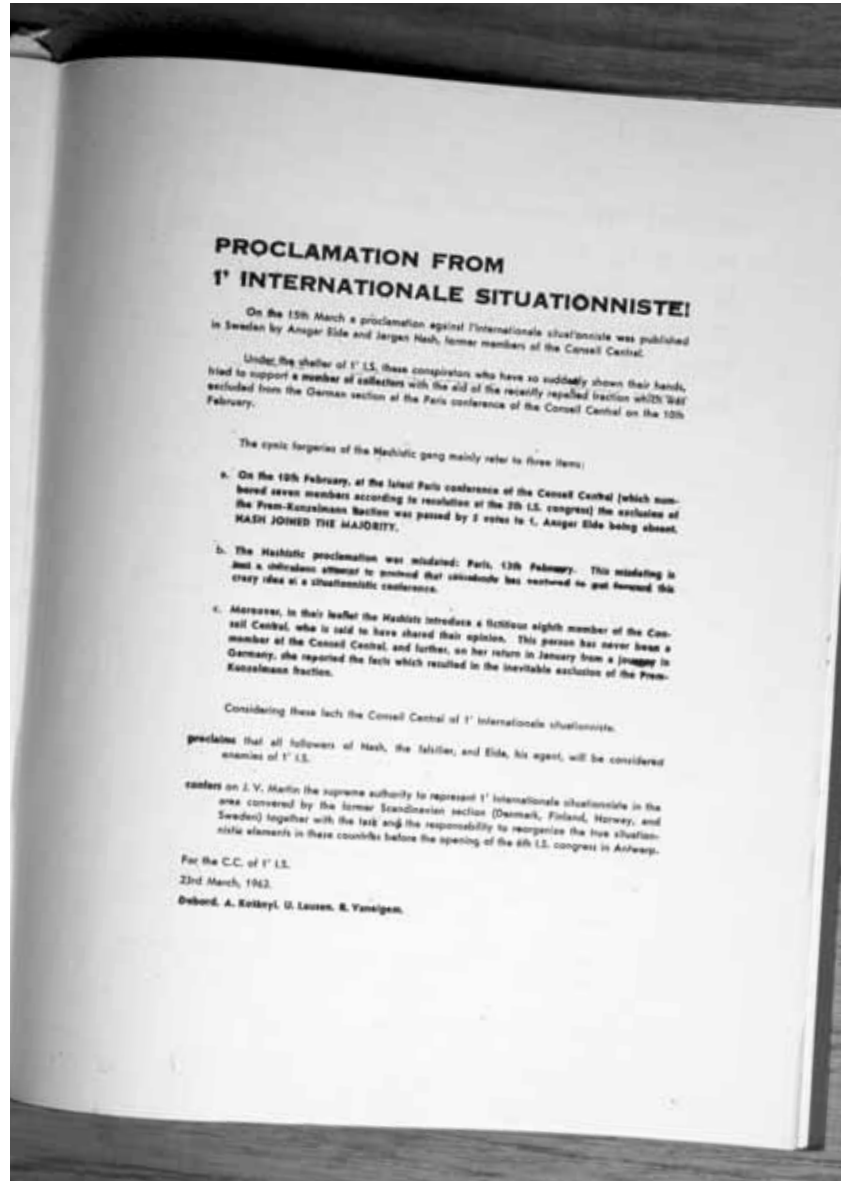 PROCLAMATION FROM
1' INTERNATIONALE SITUATIONNISTE!
On the 15th March a proclamation against l'Internationale situationniste was published
in Sweden by Ansgar Elde and Jørgen Nash, former members of the Conseil Central.
Under the shelter of 1' I.S. these conspirators who have so suddenly shown their hands,
tried to support a number of collectors with the aid of the recently repelled fraction which was
excluded from the German section at the Paris conference of the Conseil Central on the 10th
February.
The cynic forgeries of the Nashistic gang mainly refer to three items:
a. On the 10th February, at the latest Paris conference of the Conseil Central (which num-
bered seven members according to resolution at the 5th I.S. congress) the exclusion of
the Prem-Kunzelmann fraction was passed by 5 votes to 1, Ansgar Elde being absent.
NASH JOINED THE MAJORITY.
b. The Nashistic proclamation was misdated: Paris, 13th February. This misdating is
just a ridiculous attempt to pretend that somebody has ventured to put forward this
crazy idea at a situationnistic conference.
c. Moreover, in their leaflet the Nashists introduce a fictitious eighth member of the Con-
seil Central, who is said to have shared their opinion. This person has never been a
member of the Conseil Central, and further, on her return in January from a journey in
Germany, she reported the facts which resulted in the inevitable exclusion of the Prem-
Kunzelmann fraction.
Considering these facts the Conseil Central of 1' Internationale situationniste.
proclaims that all followers of Nash, the falsifier, and Elde, his agent, will be considered
enemies of 1' I.S.
confers on J. V. Martin the supreme authority to represent 1' Internationale situationniste in the
area convered by the former Scandinavian section (Denmark, Finland, Norway, and
Sweden) together with the task and the responsibility to reorganize the true situation-
nistic elements in these countries before the opening of the 6th I.S. congress in Antwerp.
For the C.C. of 1' I.S.
23rd March, 1962.
Debord. A. Kotànyi. U. Lausen. R. Vaneigem.